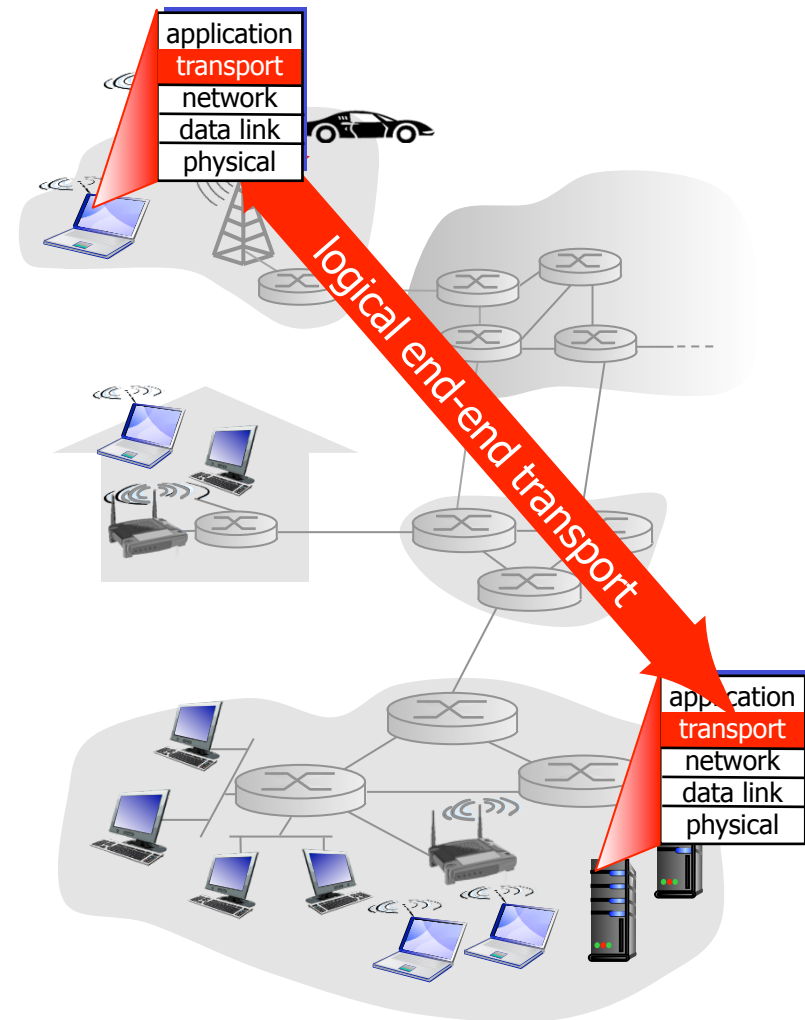 application
transport
network
data link
physical
logical end-end transport
application
transport
network
data link
physical